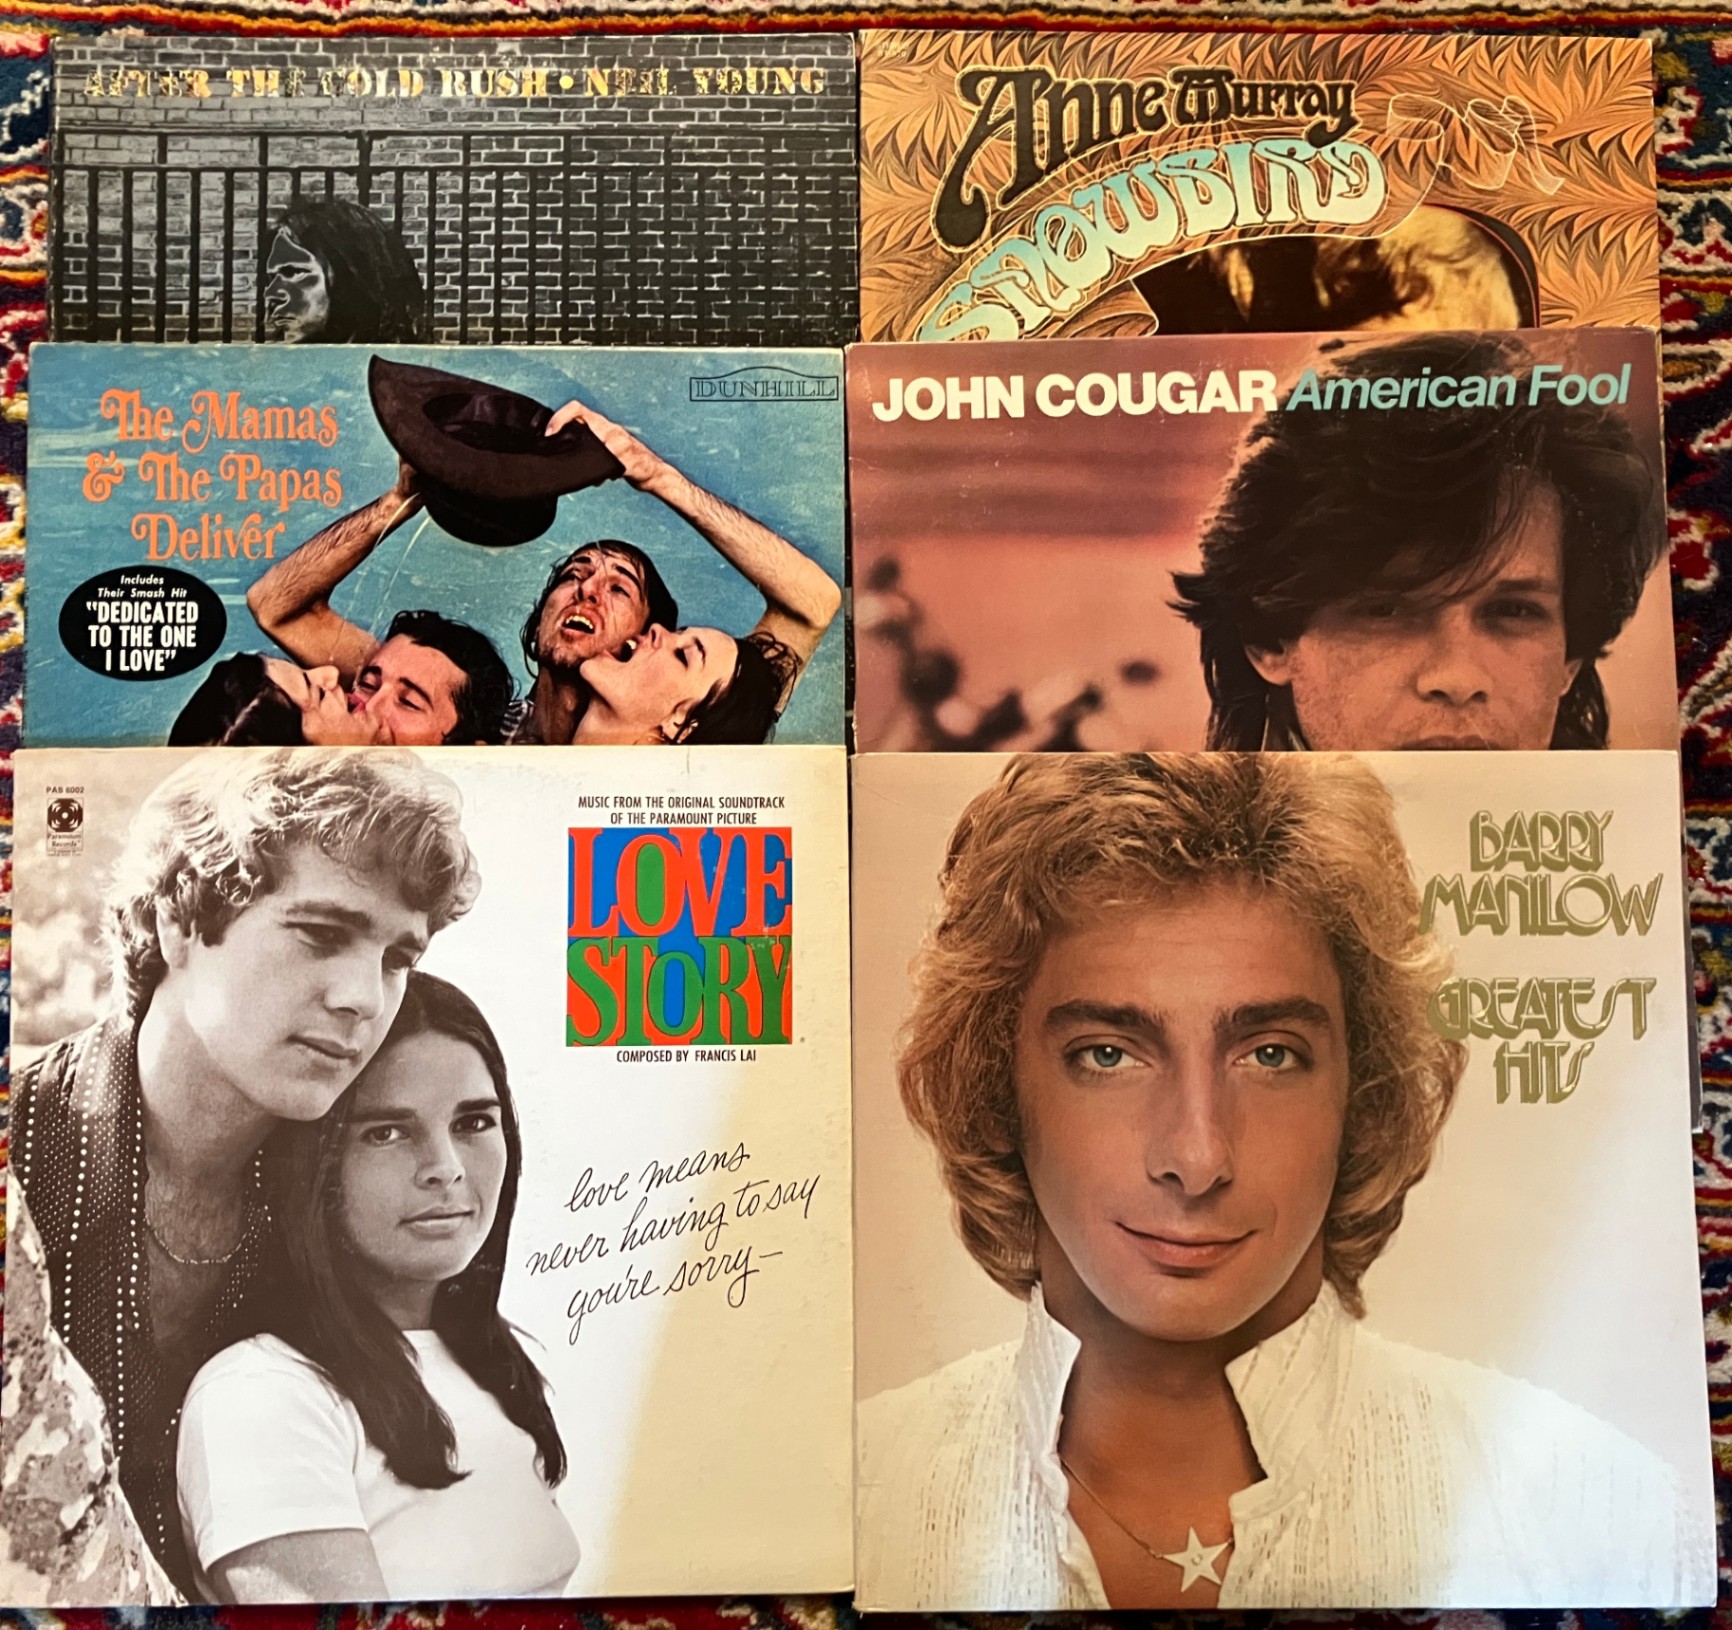 AFTER THE GOLD RUSH • NEIL YOUNG
Anne Murray
SNOWBIRD
The Mamas
& The Papas
Deliver
DUNHILL
Includes
Their Smash Hit
"DEDICATED
TO THE ONE
I LOVE"
JOHN COUGAR American Fool
PAS 6002
Paramount
Records
MUSIC FROM THE ORIGINAL SOUNDTRACK
OF THE PARAMOUNT PICTURE
LOVE
STORY
COMPOSED BY FRANCIS LAI
love means
never having to say
you're sorry—
BARRY
MANILOW
GREATEST
HITS